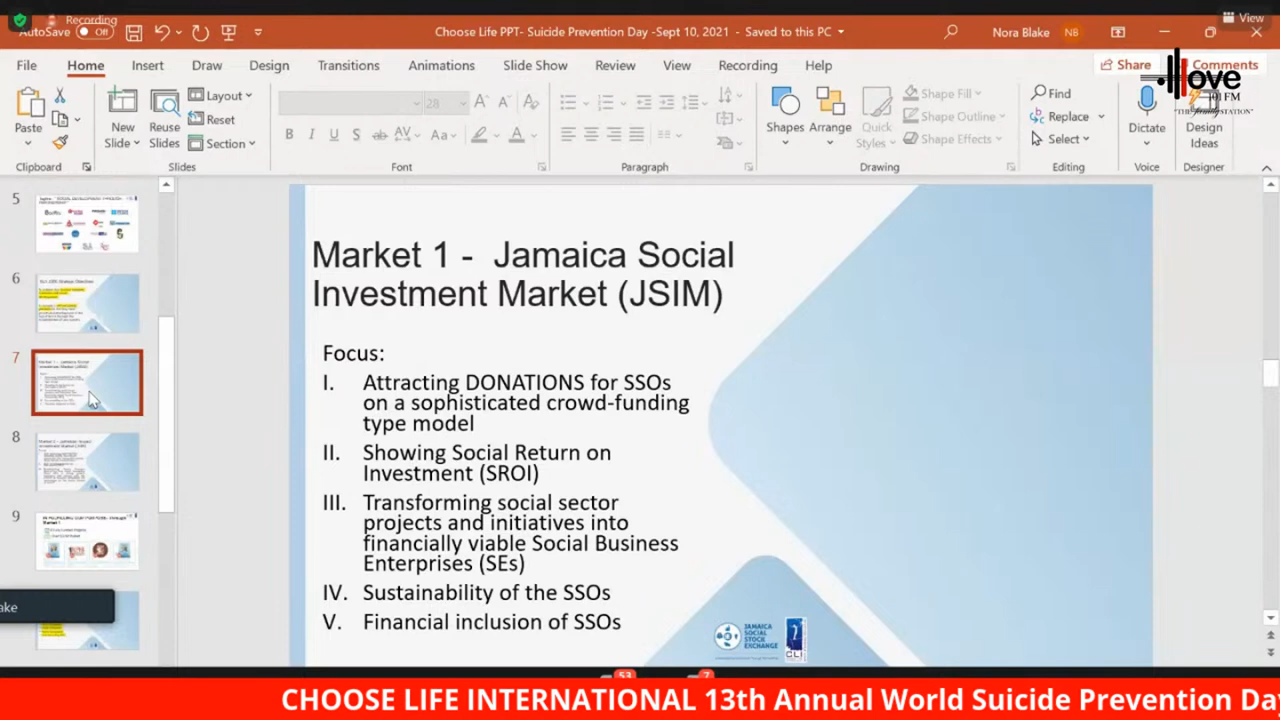 Recording
View
AutoSave Off
Choose Life PPT- Suicide Prevention Day -Sept 10, 2021 - Saved to this PC
Nora Blake NB
File Home Insert Draw Design Transitions Animations Slide Show Review View Recording Help
Share Comments
love FM
Paste
Clipboard
New Slide
Reuse Slides
Layout
Reset
Section
Slides
28
Font
Paragraph
Shapes
Arrange
Quick Styles
Shape Fill
Shape Outline
Shape Effects
Drawing
Find
Replace
Select
Editing
Dictate
Voice
Design Ideas
Designer
5
6
7
8
9
ake
Market 1 - Jamaica Social
Investment Market (JSIM)
Focus:
I. Attracting DONATIONS for SSOs
on a sophisticated crowd-funding
type model
II. Showing Social Return on
Investment (SROI)
III. Transforming social sector
projects and initiatives into
financially viable Social Business
Enterprises (SEs)
IV. Sustainability of the SSOs
V. Financial inclusion of SSOs
JAMAICA
SOCIAL
STOCK
EXCHANGE
CLI
53
7
CHOOSE LIFE INTERNATIONAL 13th Annual World Suicide Prevention Day